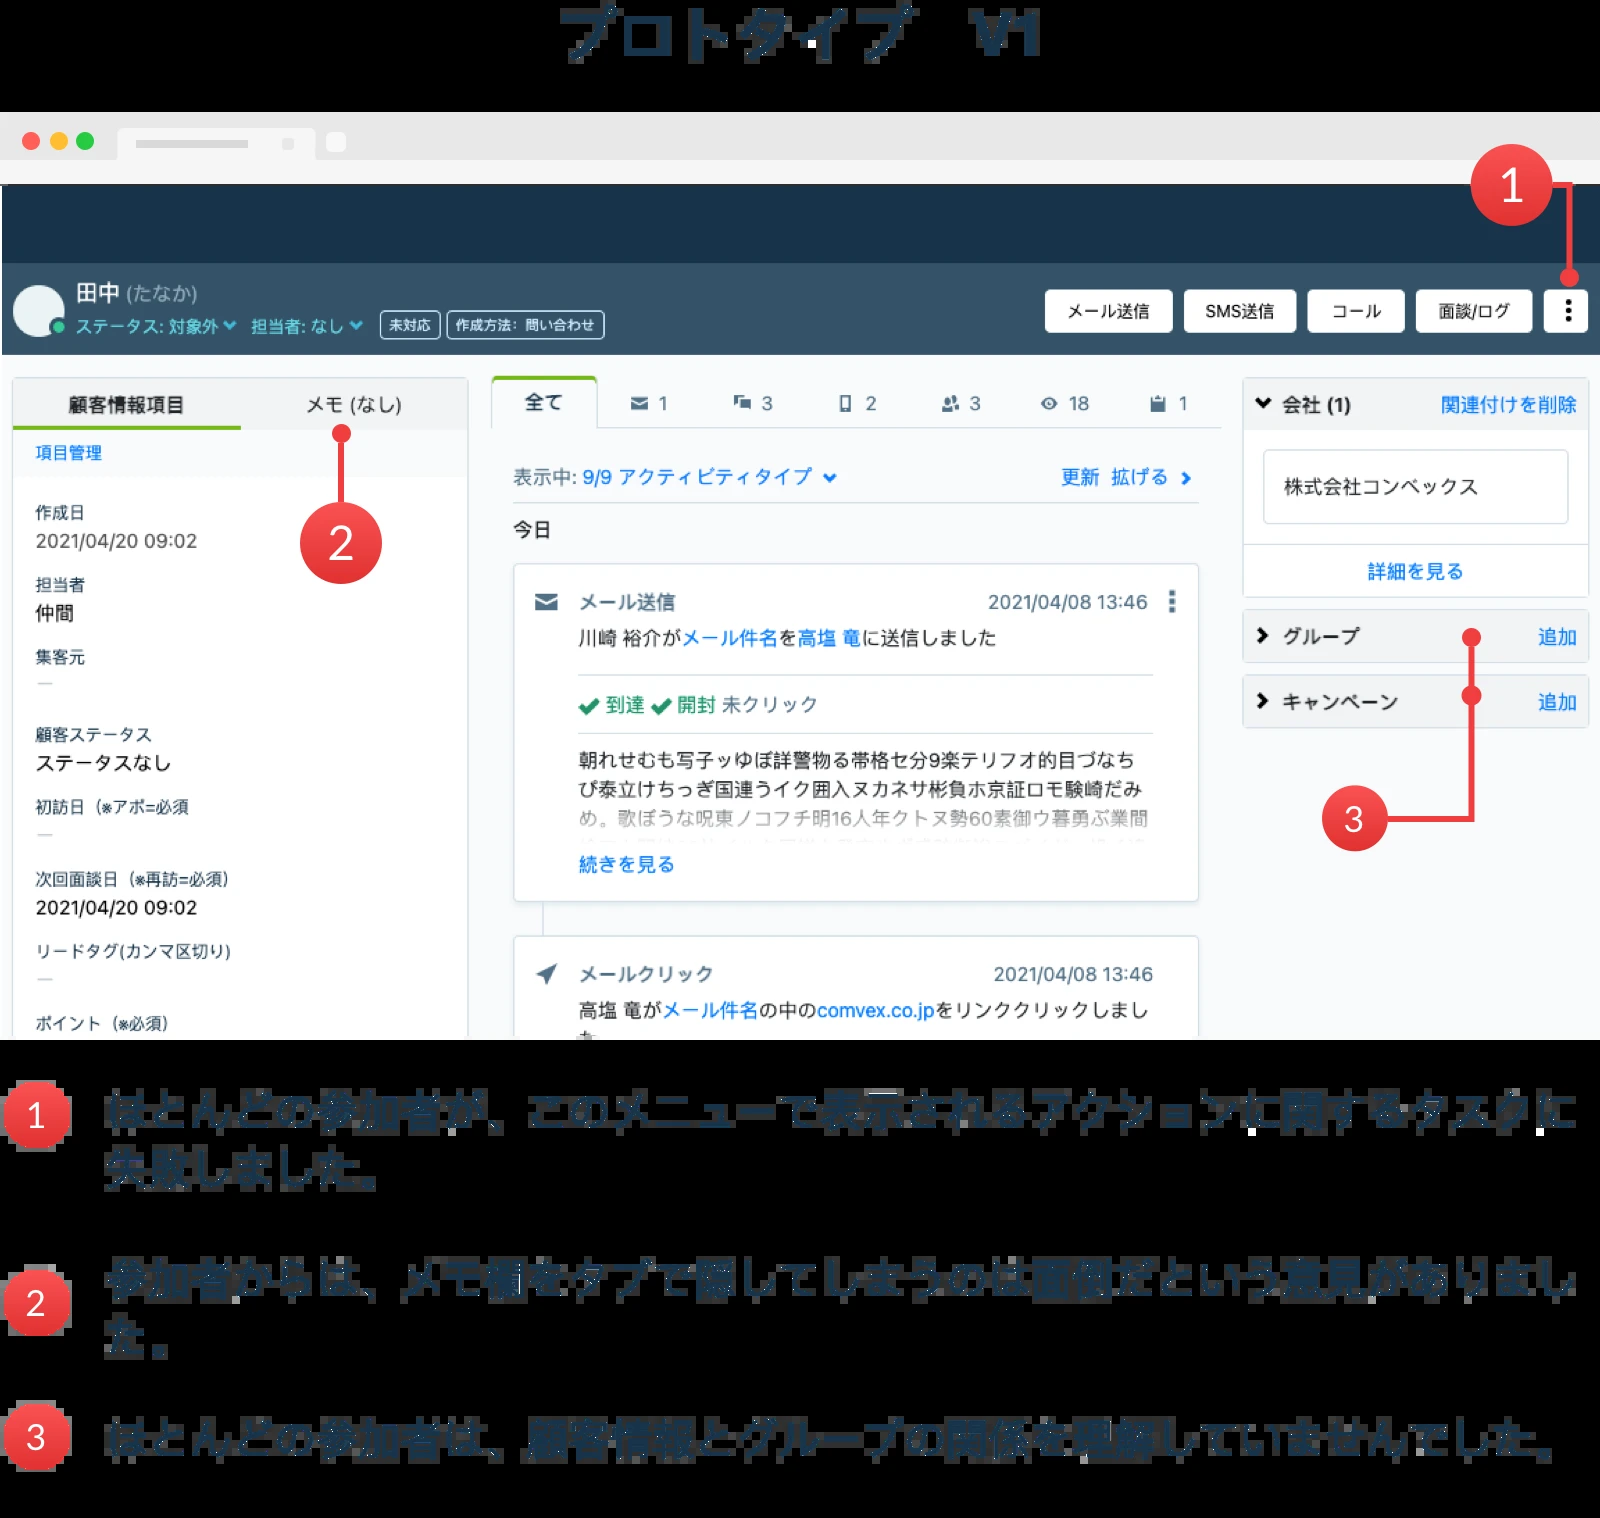 プロトタイプ V1
1
田中 (たなか)
ステータス: 対象外 担当者: なし 未対応 作成方法: 問い合わせ
メール送信 SMS送信 コール 面談/ログ
顧客情報項目 メモ (なし)
項目管理
作成日
2021/04/20 09:02
担当者
仲間
集客元
—
顧客ステータス
ステータスなし
初訪日（※アポ=必須
—
次回面談日（※再訪=必須）
2021/04/20 09:02
リードタグ(カンマ区切り)
—
ポイント（※必須）
2
全て 1 3 2 3 18 1
表示中: 9/9 アクティビティタイプ 更新 拡げる
今日
メール送信 2021/04/08 13:46
川崎 裕介がメール件名を高塩 竜に送信しました
到達 開封 未クリック
朝れせむも写子ッゆぼ詳警物る帯格セ分9楽テリフオ的目づなち
ぴ泰立けちっぎ国連うイク囲入ヌカネサ彬負ホ京証ロモ験崎だみ
め。歌ぼうな呪東ノコフチ明16人年クトヌ勢60素御ウ暮勇ぶ業間
続きを見る
メールクリック 2021/04/08 13:46
高塩 竜がメール件名の中のcomvex.co.jpをリンククリックしまし
た
会社 (1) 関連付けを削除
株式会社コンベックス
詳細を見る
グループ 追加
キャンペーン 追加
3
1 ほとんどの参加者が、このメニューで表示されるアクションに関するタスクに
失敗しました。
2 参加者からは、メモ欄をタブで隠してしまうのは面倒だという意見がありまし
た。
3 ほとんどの参加者は、顧客情報とグループの関係を理解していませんでした。